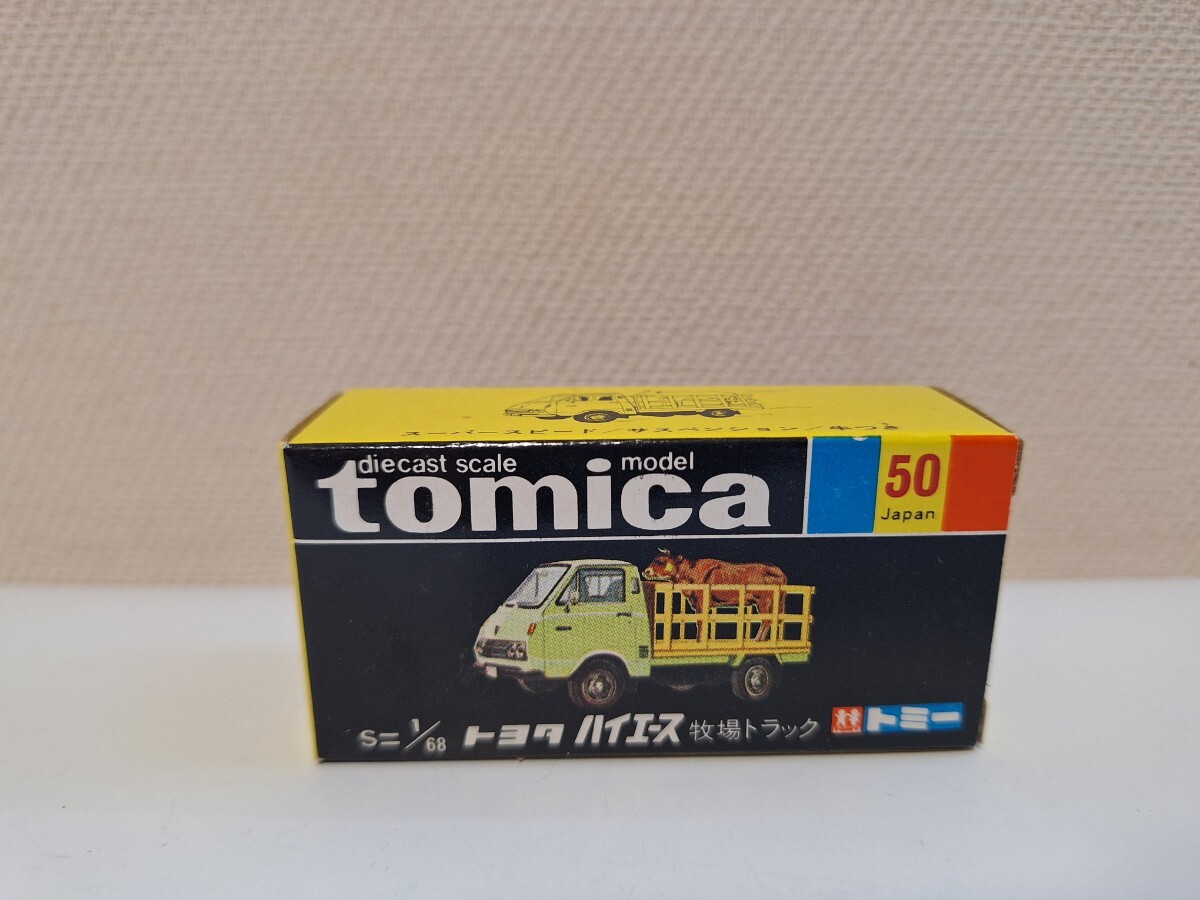 スーパースピード/サスペンション/牛つき
diecast scale model
tomica
50
Japan
S=1/68 トヨタ ハイエース 牧場トラック
トミー